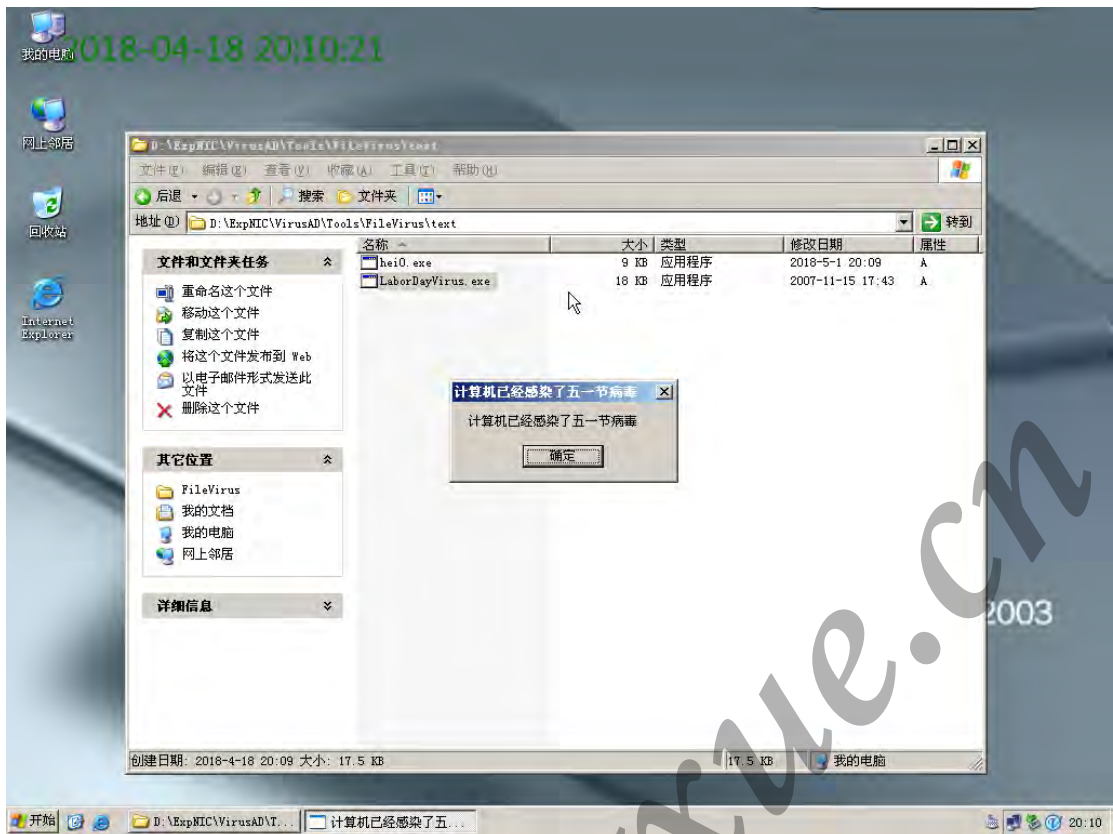 我的电脑
2018-04-18 20:10:21
网上邻居
回收站
Internet Explorer
D:\ExpNIC\VirusAD\Tools\FileVirus\text
文件(F) 编辑(E) 查看(V) 收藏(A) 工具(T) 帮助(H)
后退 搜索 文件夹
地址(D) D:\ExpNIC\VirusAD\Tools\FileVirus\text 转到
名称 大小 类型 修改日期 属性
hei0.exe 9 KB 应用程序 2018-5-1 20:09 A
LaborDayVirus.exe 18 KB 应用程序 2007-11-15 17:43 A
文件和文件夹任务
重命名这个文件
移动这个文件
复制这个文件
将这个文件发布到 Web
以电子邮件形式发送此
文件
删除这个文件
其它位置
FileVirus
我的文档
我的电脑
网上邻居
详细信息
计算机已经感染了五一节病毒
计算机已经感染了五一节病毒
确定
2003
创建日期: 2018-4-18 20:09 大小: 17.5 KB 17.5 KB 我的电脑
开始 D:\ExpNIC\VirusAD\T... 计算机已经感染了五... 20:10
xue.cn